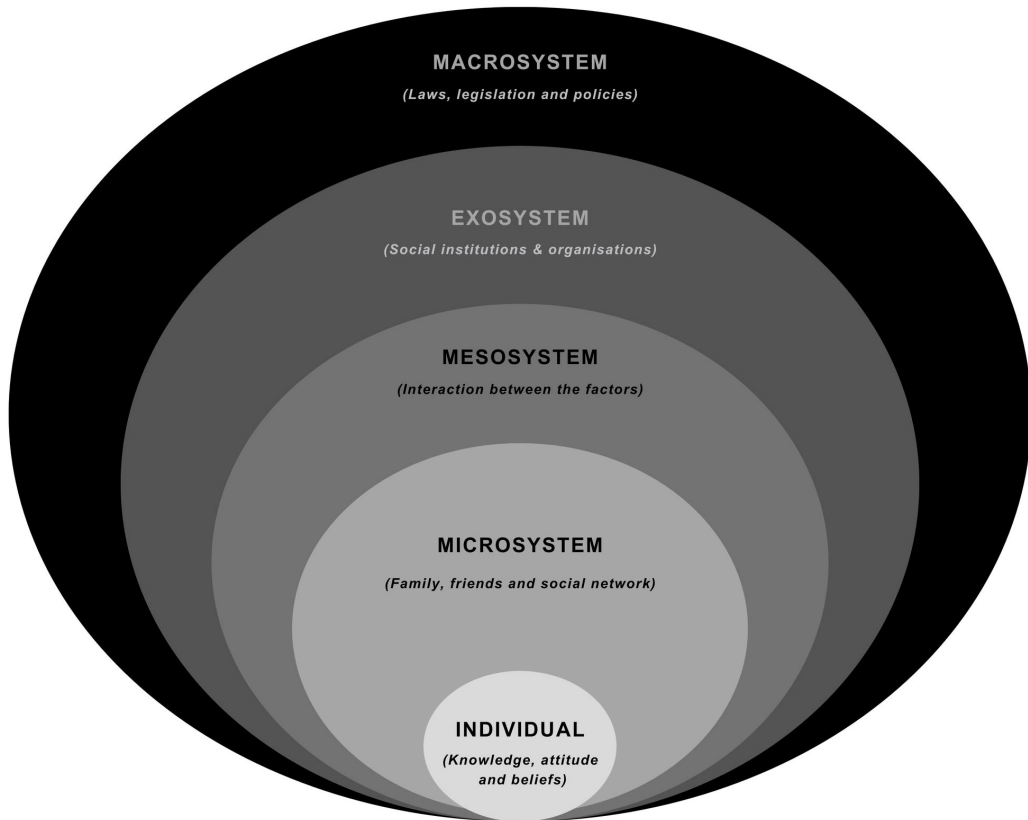 MACROSYSTEM
(Laws, legislation and policies)
EXOSYSTEM
(Social institutions & organisations)
MESOSYSTEM
(Interaction between the factors)
MICROSYSTEM
(Family, friends and social network)
INDIVIDUAL
(Knowledge, attitude
and beliefs)